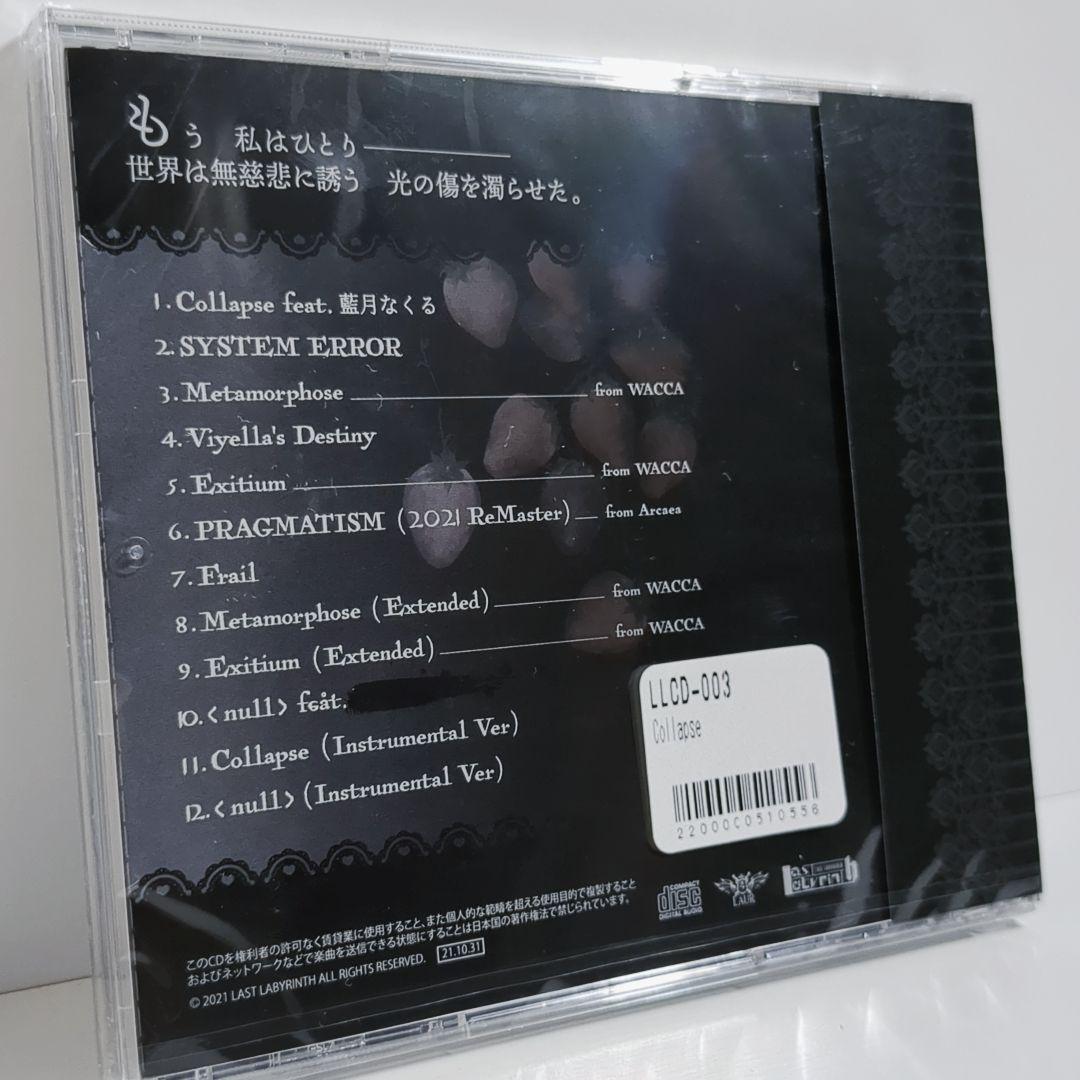 もう 私はひとり
世界は無慈悲に誘う 光の傷を濁らせた。
1. Collapse feat. 藍月なくる
2. SYSTEM ERROR
3. Metamorphose from WACCA
4. Viyella's Destiny
5. Exitium from WACCA
6. PRAGMATISM (2021 ReMaster) from Arcaea
7. Frail
8. Metamorphose (Extended) from WACCA
9. Exitium (Extended) from WACCA
10. <null> feat.
11. Collapse (Instrumental Ver)
12. <null> (Instrumental Ver)
LLCD-003
Collapse
22000C0510556
COMPACT
disc
DIGITAL AUDIO
LAUR
このCDを権利者の許可なく賃貸業に使用すること、また個人的な範疇を超える使用目的で複製すること
およびネットワークなどで楽曲を送信できる状態にすることは日本国の著作権法で禁じられています。
© 2021 LAST LABYRINTH ALL RIGHTS RESERVED. 21.10.31